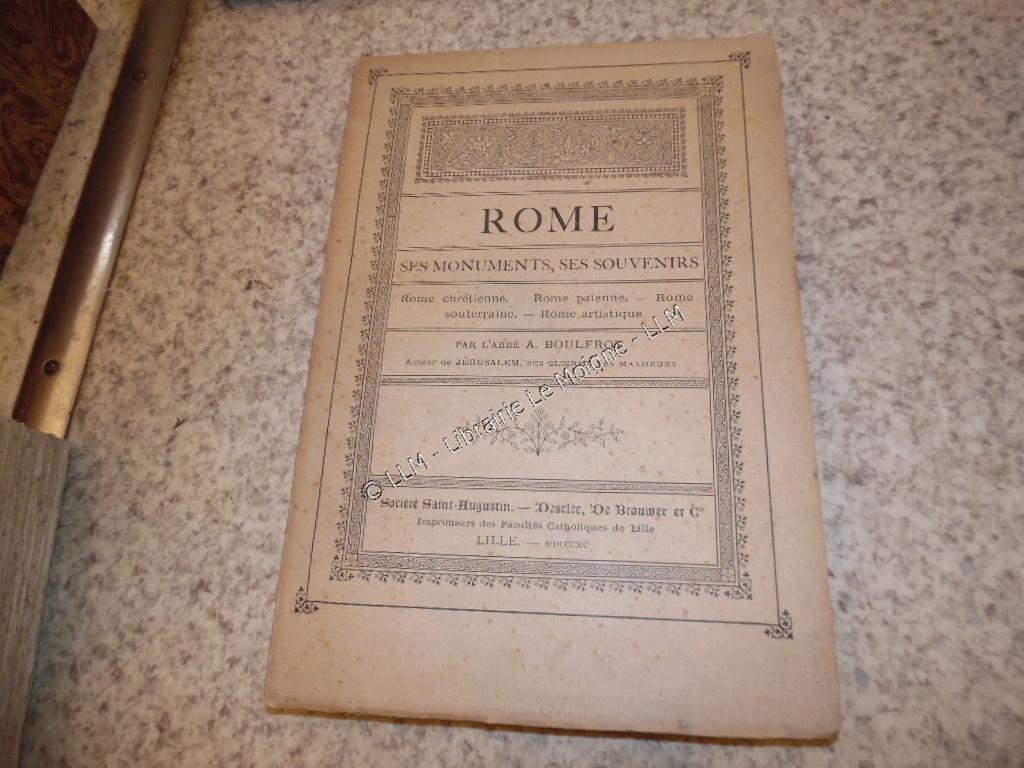 ROME
SES MONUMENTS, SES SOUVENIRS
Rome chrétienne. — Rome païenne. — Rome
souterraine. — Rome artistique
PAR L'ABBÉ A. BOULFROY
Auteur de JÉRUSALEM, SES GLOIRES, SES MALHEURS
© LLM - Librairie Le Moigne - LLM
Société Saint-Augustin. — Desclée, De Brouwer et Cie
Imprimeurs des Facultés Catholiques de Lille
LILLE. — MDCCCXC